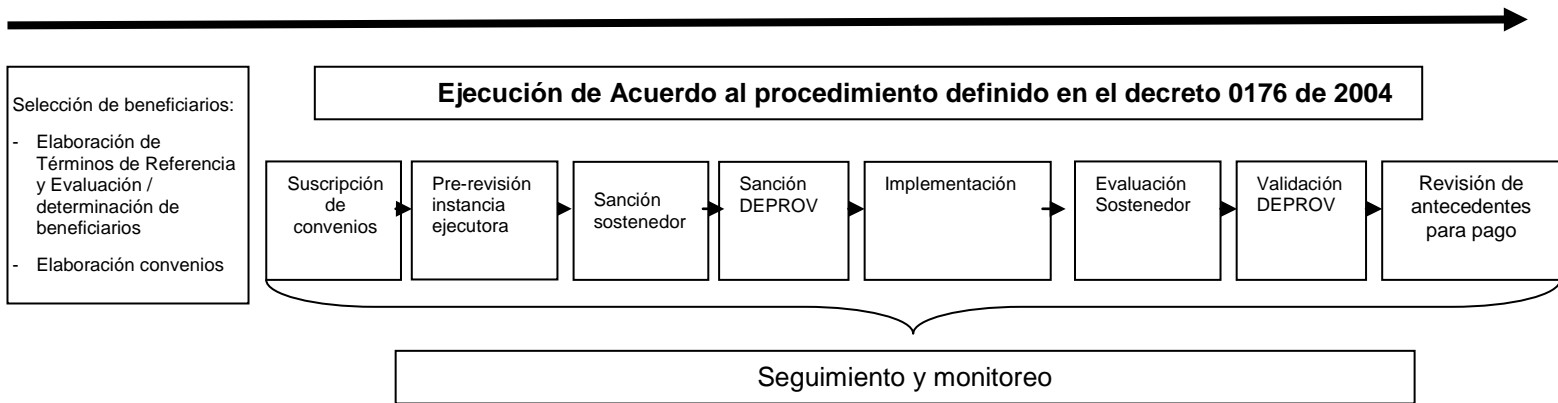 Selección de beneficiarios:
- Elaboración de
Términos de Referencia
y Evaluación /
determinación de
beneficiarios
- Elaboración convenios
Ejecución de Acuerdo al procedimiento definido en el decreto 0176 de 2004
Suscripción
de
convenios
Pre-revisión
instancia
ejecutora
Sanción
sostenedor
Sanción
DEPROV
Implementación
Evaluación
Sostenedor
Validación
DEPROV
Revisión de
antecedentes
para pago
Seguimiento y monitoreo